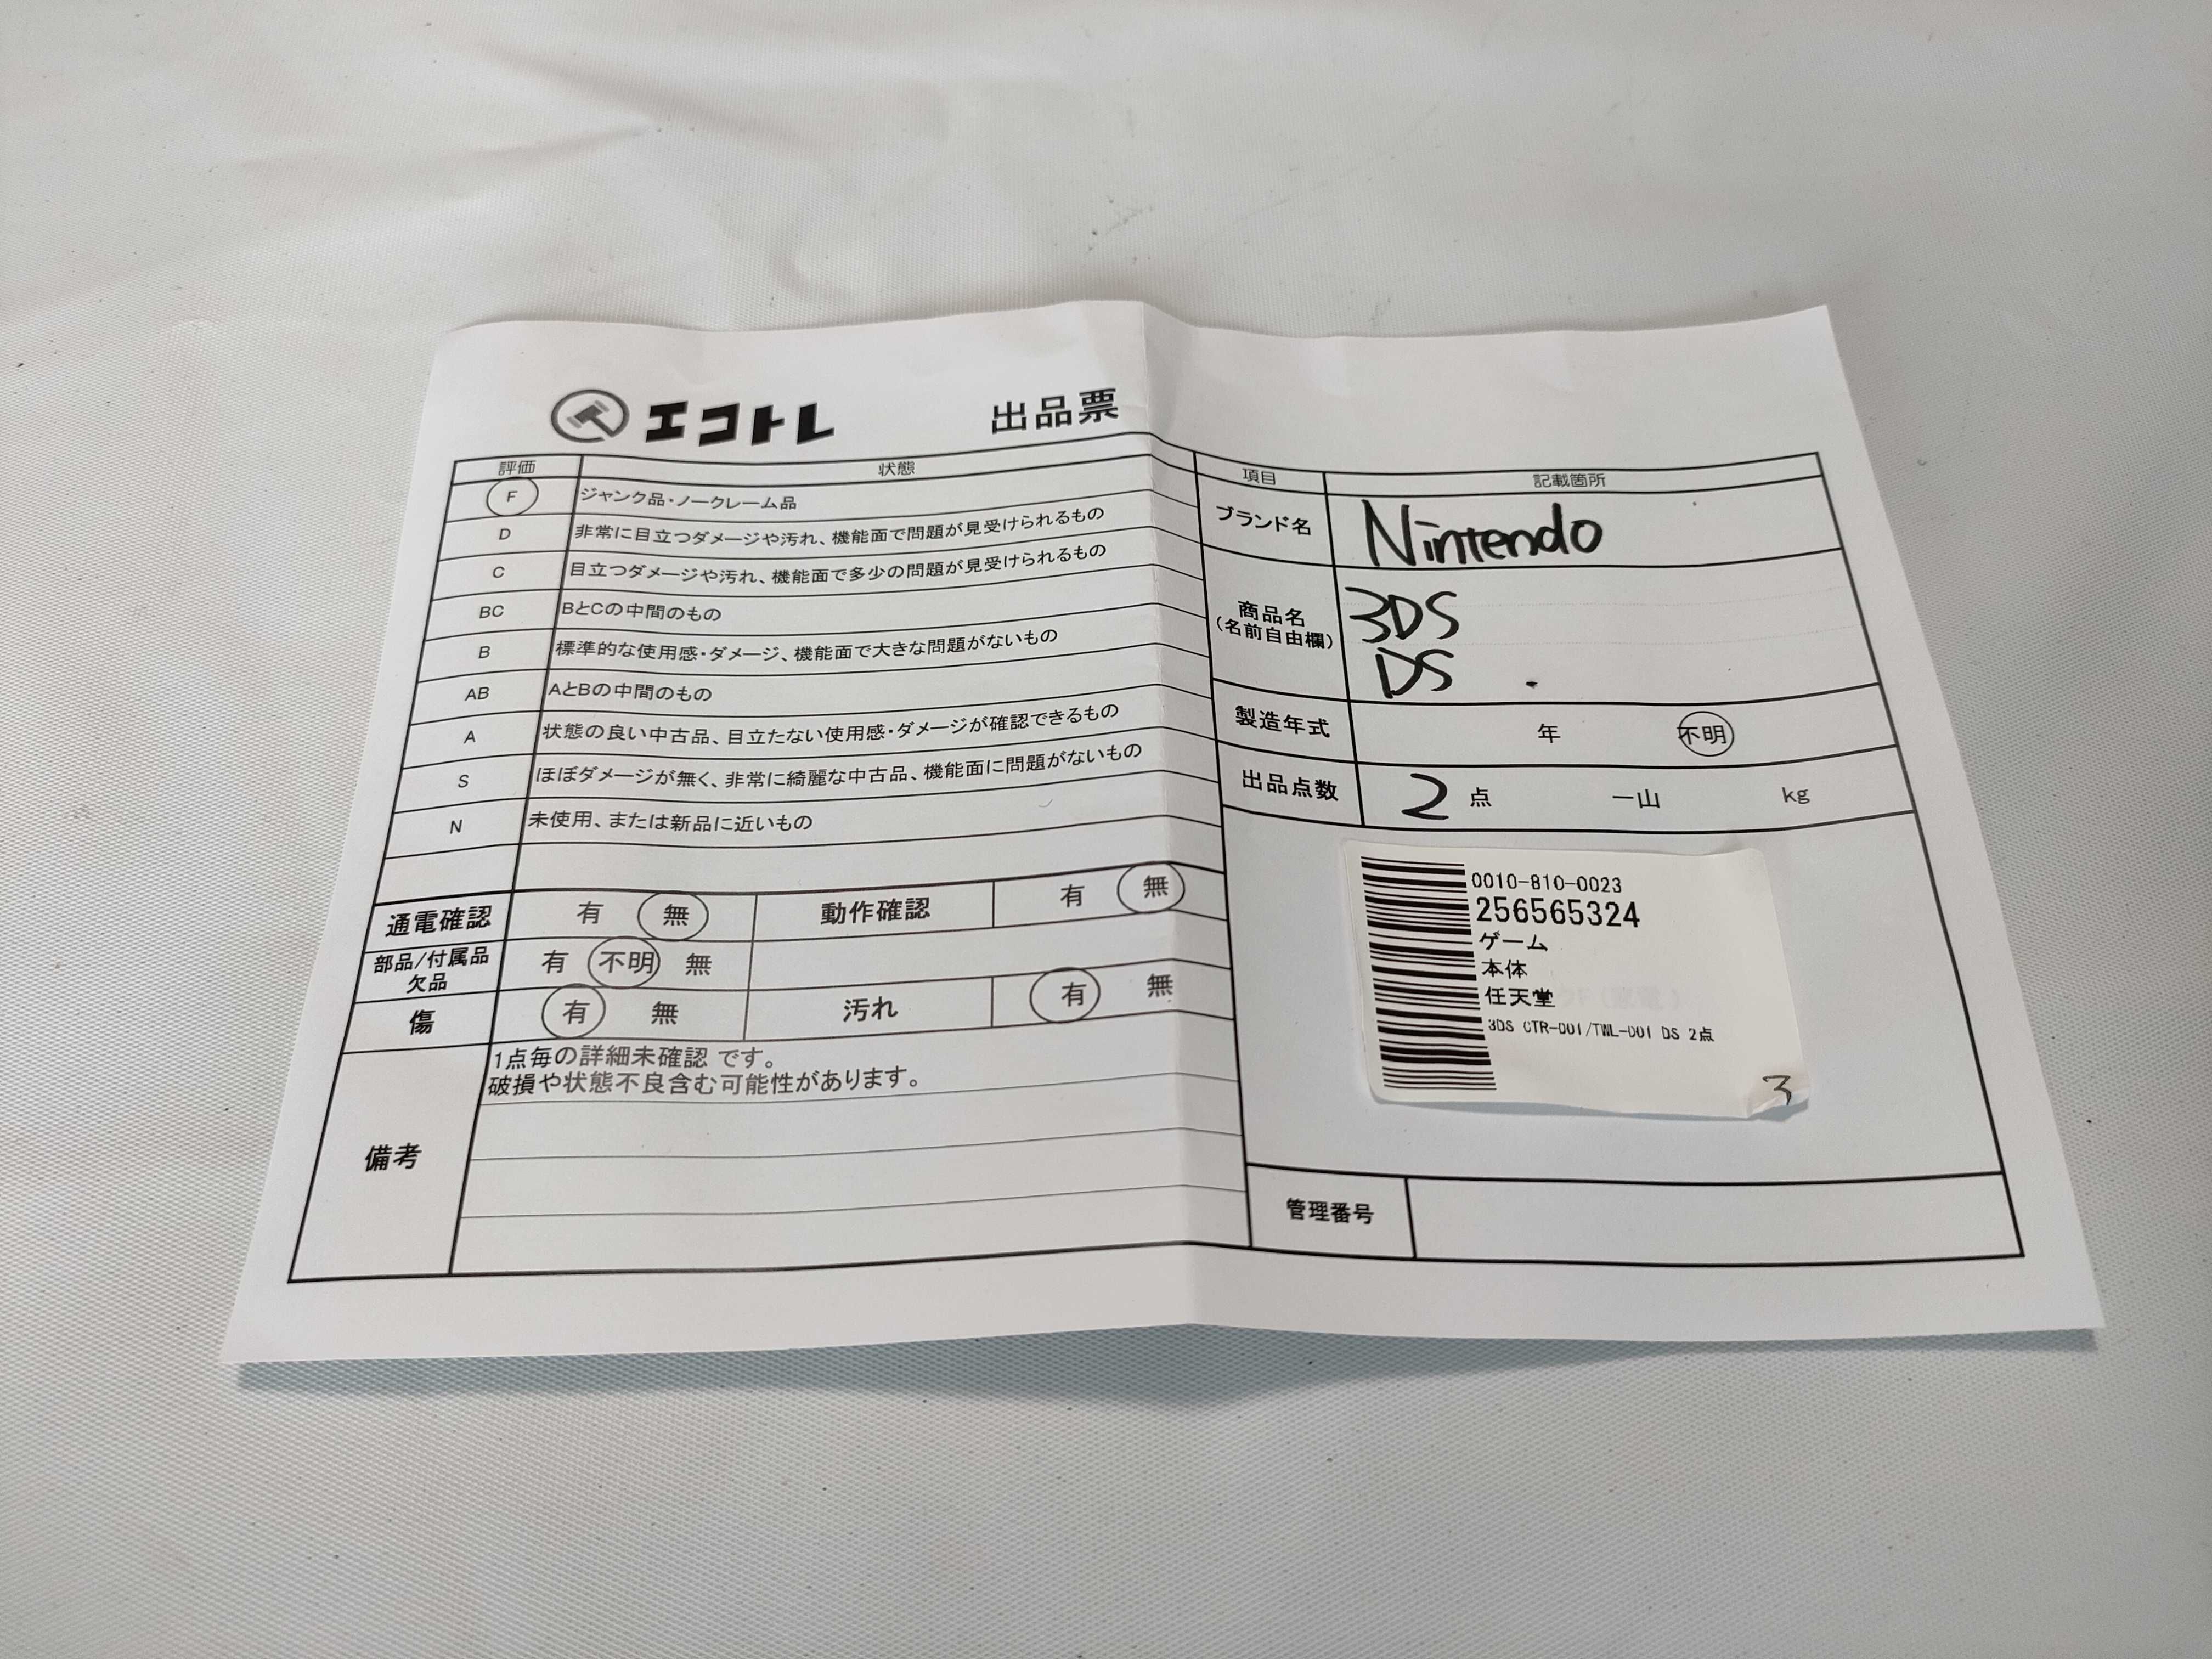 エコトレ 出品票
評価 状態
F ジャンク品・ノークレーム品
D 非常に目立つダメージや汚れ、機能面で問題が見受けられるもの
C 目立つダメージや汚れ、機能面で多少の問題が見受けられるもの
BC BとCの中間のもの
B 標準的な使用感・ダメージ、機能面で大きな問題がないもの
AB AとBの中間のもの
A 状態の良い中古品、目立たない使用感・ダメージが確認できるもの
S ほぼダメージが無く、非常に綺麗な中古品、機能面に問題がないもの
N 未使用、または新品に近いもの
通電確認 有 無 動作確認 有 無
部品/付属品
欠品 有 不明 無
傷 有 無 汚れ 有 無
備考
1点毎の詳細未確認 です。
破損や状態不良含む可能性があります。
項目 記載箇所
ブランド名 Nintendo
商品名
(名前自由欄)
3DS
DS
製造年式 年 不明
出品点数 2 点 一山 kg
0010-810-0023
256565324
ゲーム
本体
任天堂
3DS CTR-001/TWL-001 DS 2点
3
管理番号